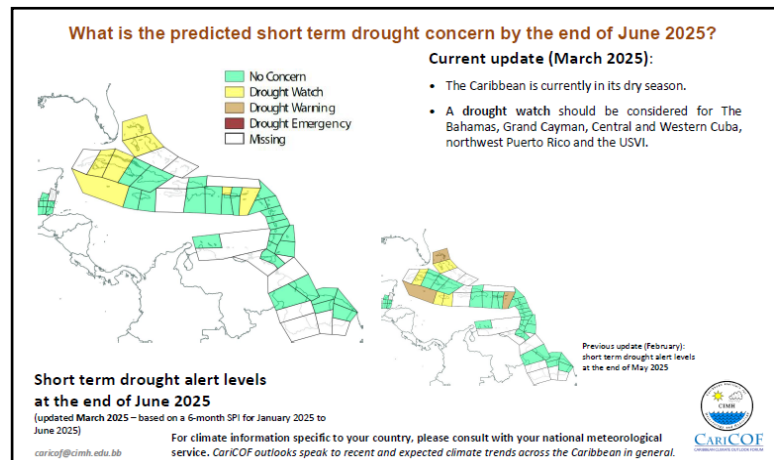 What is the predicted short term drought concern by the end of June 2025?
No Concern
Drought Watch
Drought Warning
Drought Emergency
Missing
Current update (March 2025):
• The Caribbean is currently in its dry season.
• A drought watch should be considered for The
Bahamas, Grand Cayman, Central and Western Cuba,
northwest Puerto Rico and the USVI.
Previous update (February):
short term drought alert levels
at the end of May 2025
Short term drought alert levels
at the end of June 2025
(updated March 2025 – based on a 6-month SPI for January 2025 to
June 2025)
caricof@cimh.edu.bb
For climate information specific to your country, please consult with your national meteorological
service. CariCOF outlooks speak to recent and expected climate trends across the Caribbean in general.
CIMH
CARICOF
CARIBBEAN CLIMATE OUTLOOK FORUM